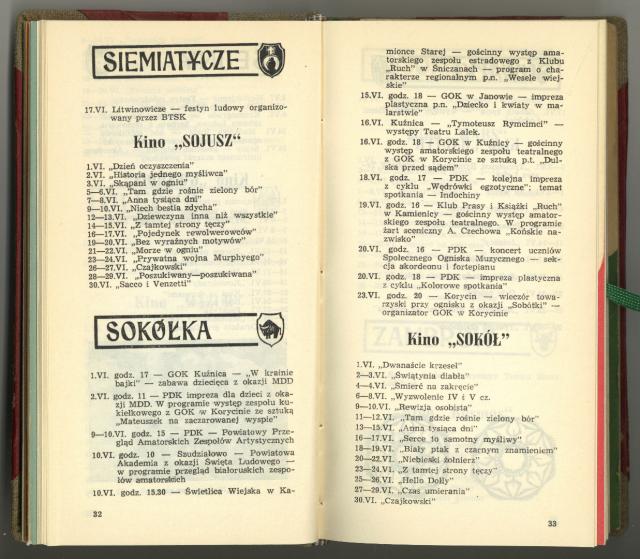 SIEMIATYCZE
17.VI. Litwinowicze — festyn ludowy organizo-
wany przez BTSK
Kino „SOJUSZ"
1.VI. „Dzień oczyszczenia"
2.VI. „Historia jednego myśliwca"
3.VI. „Skąpani w ogniu"
5—6.VI. „Tam gdzie rośnie zielony bór"
7—8.VI. „Anna tysiąca dni"
9—10.VI. „Niech bestia zdycha"
12—13.VI. „Dziewczyna inna niż wszystkie"
14—15.VI. „Z tamtej strony tęczy"
16—17.VI. „Pojedynek rewolwerowców"
19—20.VI. „Bez wyraźnych motywów"
21—22.VI. „Morze w ogniu"
23—24.VI. „Prywatna wojna Murphyego"
26—27.VI. „Czajkowski"
28—29.VI. „Poszukiwany—poszukiwana"
30.VI. „Sacco i Venzetti"
SOKÓŁKA
1.VI. godz. 17 — GOK Kuźnica — „W krainie
bajki" — zabawa dziecięca z okazji MDD
2.VI. godz. 11 — PDK impreza dla dzieci z oka-
zji MDD. W programie występ zespołu ku-
kiełkowego z GOK w Korycinie ze sztuką
„Mateuszek na zaczarowanej wyspie"
9—10.VI. godz. 15 — PDK — Powiatowy Prze-
gląd Amatorskich Zespołów Artystycznych
10.VI. godz. 10 — Szudziałowo — Powiatowa
Akademia z okazji Święta Ludowego —
w programie przegląd białoruskich zespo-
łów amatorskich
10.VI. godz. 15.30 — Świetlica Wiejska w Ka-
32
mionce Starej — gościnny występ ama-
torskiego zespołu estradowego z Klubu
„Ruch" w Śniczanach — program o cha-
rakterze regionalnym p.n. „Wesele wiej-
skie"
15.VI. godz. 18 — GOK w Janowie — impreza
plastyczna p.n. „Dziecko i kwiaty w ma-
larstwie"
16.VI. Kuźnica — „Tymoteusz Rymcimci" —
występy Teatru Lalek.
16.VI. godz. 18 — GOK w Kuźnicy — gościnny
występ amatorskiego zespołu teatralnego
z GOK w Korycinie ze sztuką p.t. „Dul-
ska przed sądem"
18.VI. godz. 17 — PDK — kolejna impreza
z cyklu „Wędrówki egzotyczne"; temat
spotkania — Indochiny
19.VI. godz. 16 — Klub Prasy i Książki „Ruch"
w Kamienicy — gościnny występ amator-
skiego zespołu teatralnego. W programie
żart sceniczny A. Czechowa „Końskie na-
zwisko"
20.VI. godz. 16 — PDK — koncert uczniów
Społecznego Ogniska Muzycznego — sek-
cja akordeonu i fortepianu
20.VI. godz. 18 — PDK — impreza plastyczna
z cyklu „Kolorowe spotkania"
23.VI. godz. 20 — Korycin — wieczór towa-
rzyski przy ognisku z okazji „Sobótki" —
organizator GOK w Korycinie
Kino „SOKÓŁ"
1.VI. „Dwanaście krzeseł"
2—3.VI. „Świątynia diabła"
4—4.VI. „Śmierć na zakręcie"
6—8.VI. „Wyzwolenie IV i V cz.
9—10.VI. „Rewizja osobista"
11—12.VI. „Tam gdzie rośnie zielony bór"
13—15.VI. „Anna tysiąca dni"
16—17.VI. „Serce to samotny myśliwy"
18—19.VI. „Biały ptak z czarnym znamieniem"
20—22.VI. „Niebieski żołnierz"
23—24.VI. „Z tamtej strony tęczy"
25—26.VI. „Hello Dolly"
27—29.VI. „Czas umierania"
30.VI. „Czajkowski"
33